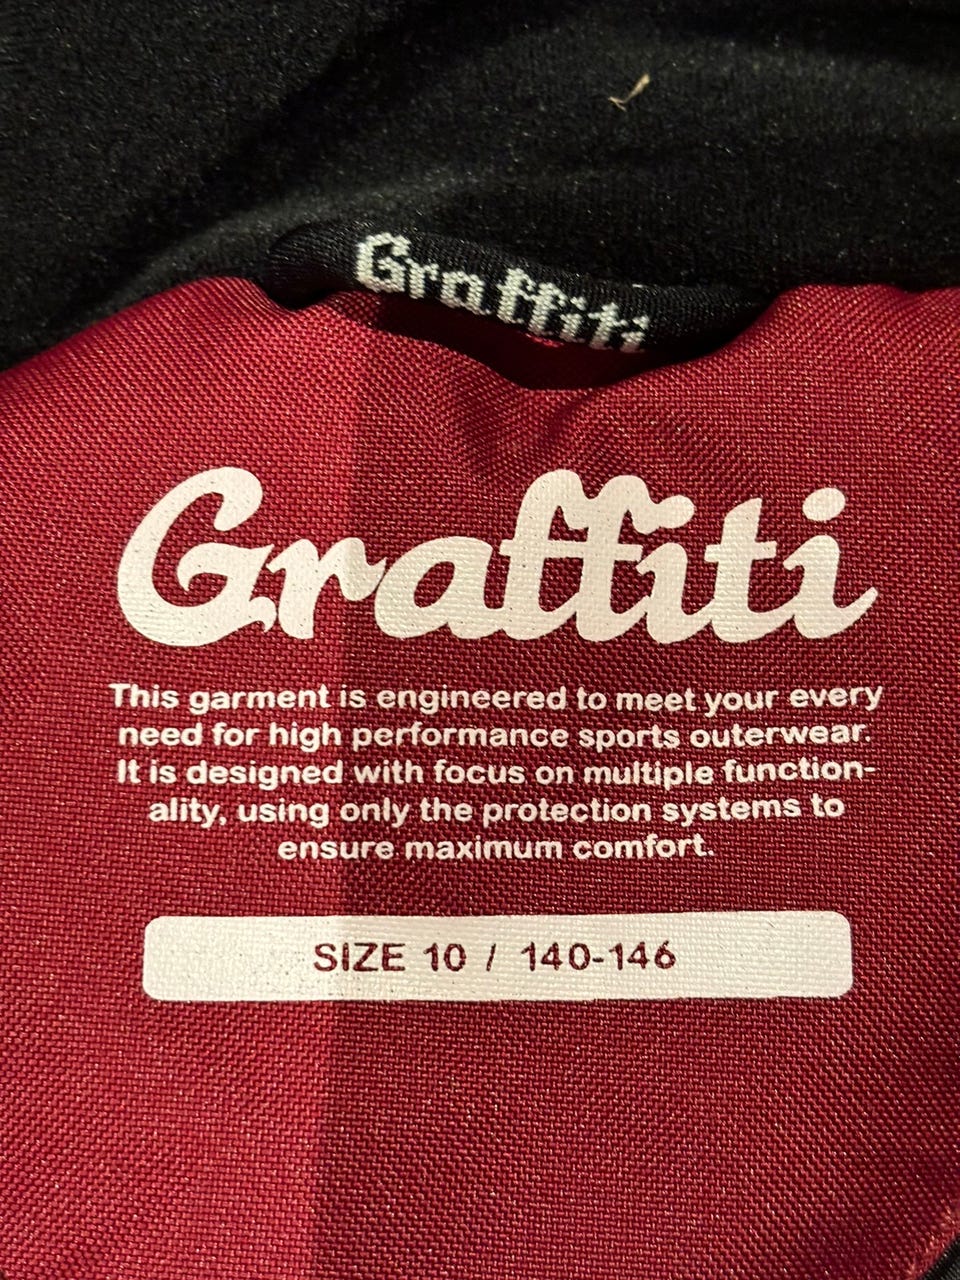 Graffiti
Graffiti
This garment is engineered to meet your every
need for high performance sports outerwear.
It is designed with focus on multiple function-
ality, using only the protection systems to
ensure maximum comfort.
SIZE 10 / 140-146